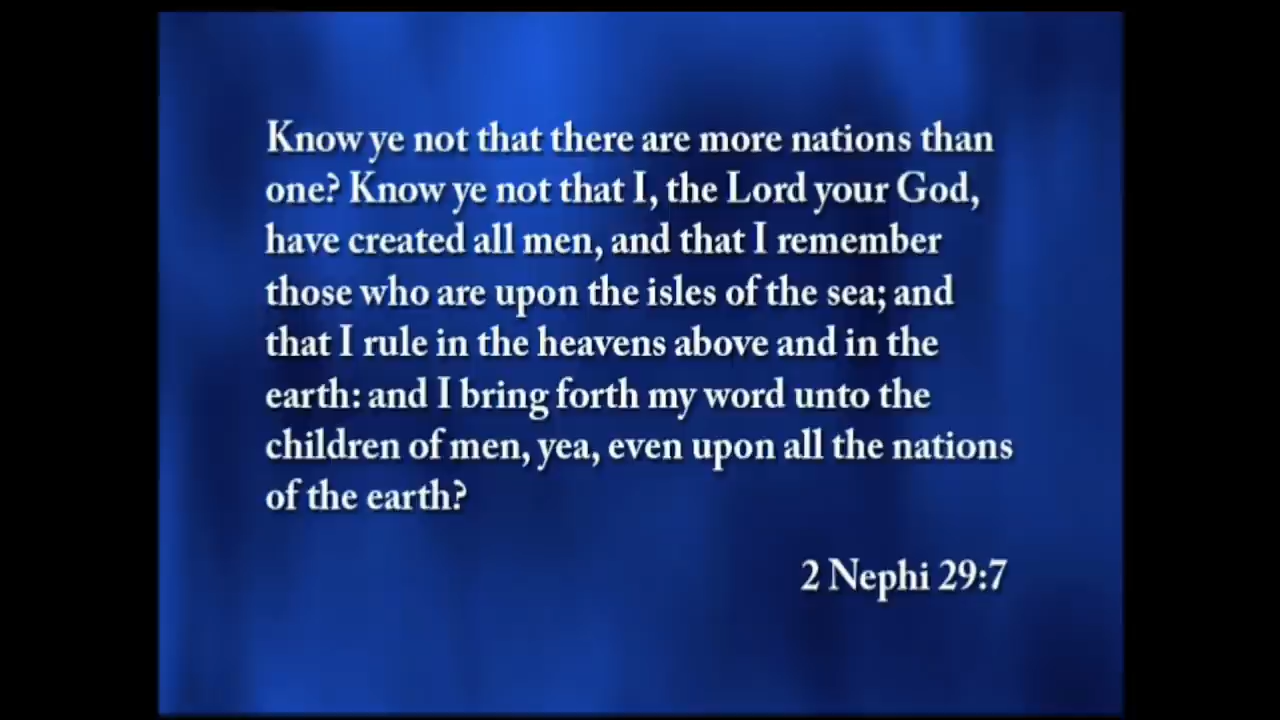 Know ye not that there are more nations than
one? Know ye not that I, the Lord your God,
have created all men, and that I remember
those who are upon the isles of the sea; and
that I rule in the heavens above and in the
earth: and I bring forth my word unto the
children of men, yea, even upon all the nations
of the earth?
2 Nephi 29:7